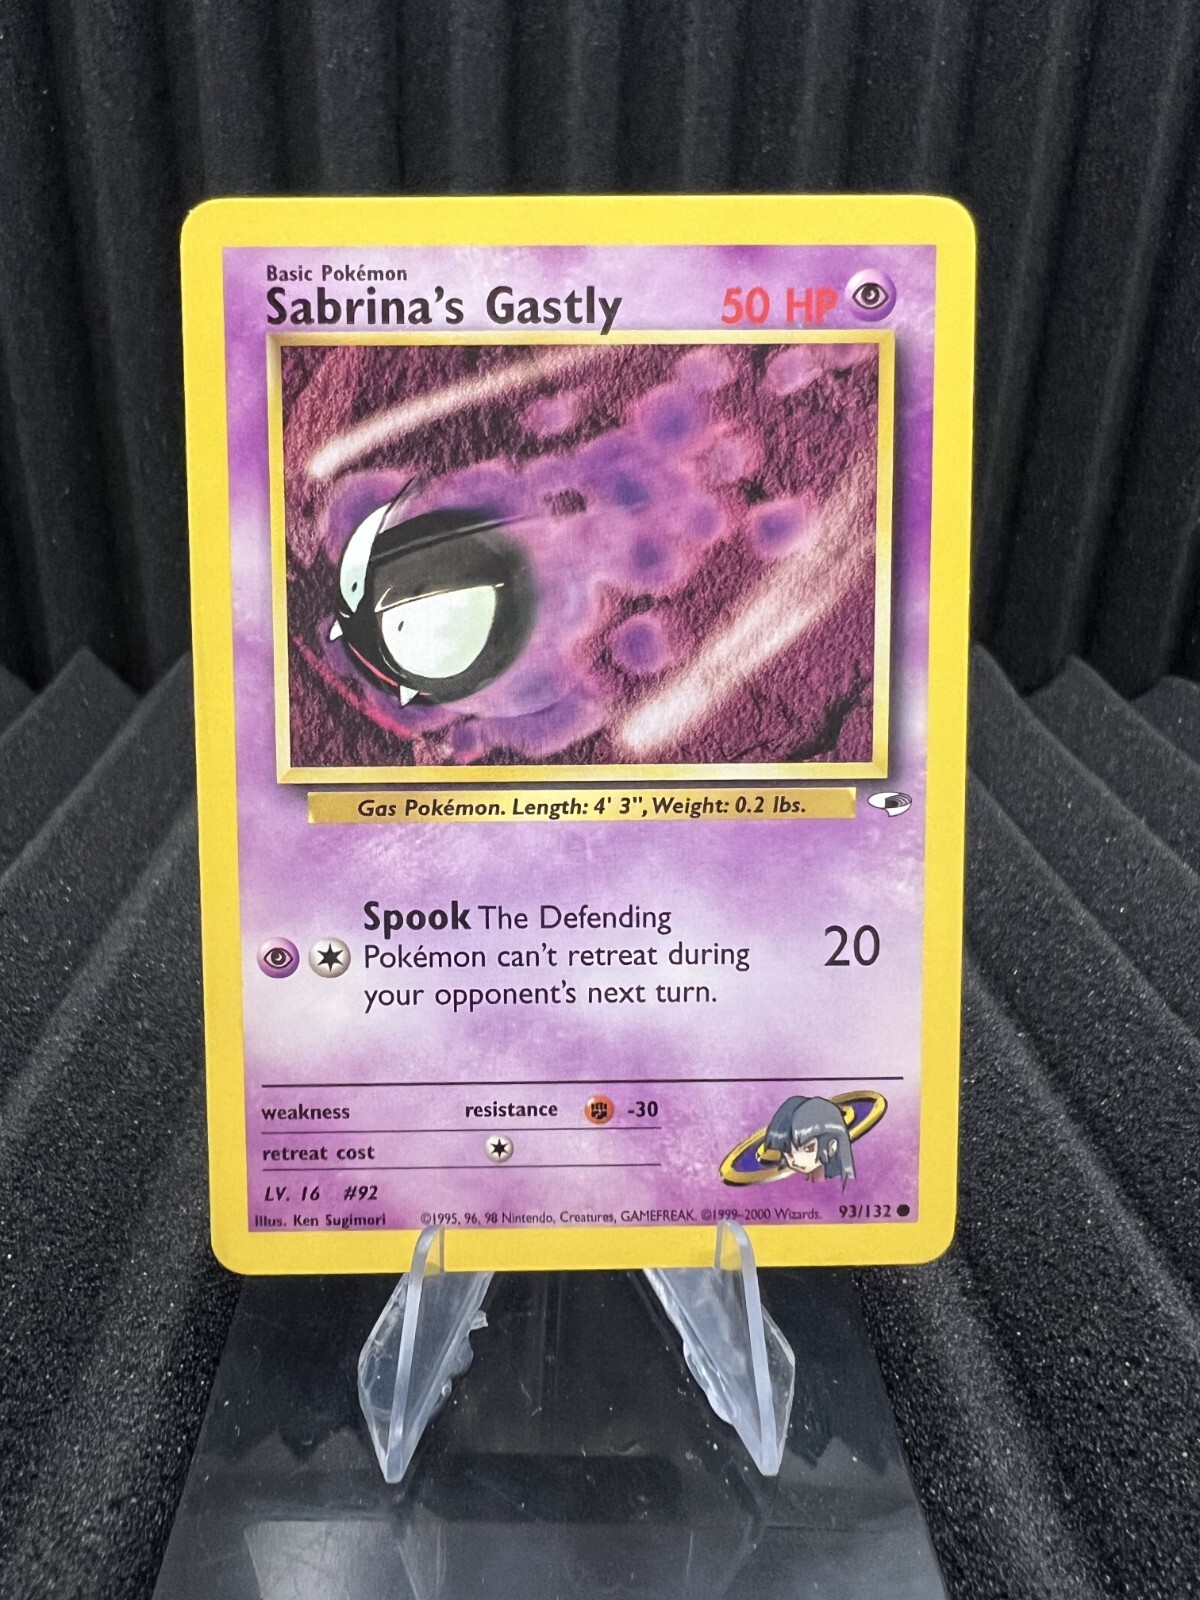 Basic Pokémon
Sabrina's Gastly 50 HP
Gas Pokémon. Length: 4' 3", Weight: 0.2 lbs.
Spook The Defending
Pokémon can't retreat during
your opponent's next turn.
20
weakness resistance -30
retreat cost
LV. 16 #92
Illus. Ken Sugimori ©1995, 96, 98 Nintendo, Creatures, GAMEFREAK. ©1999-2000 Wizards. 93/132